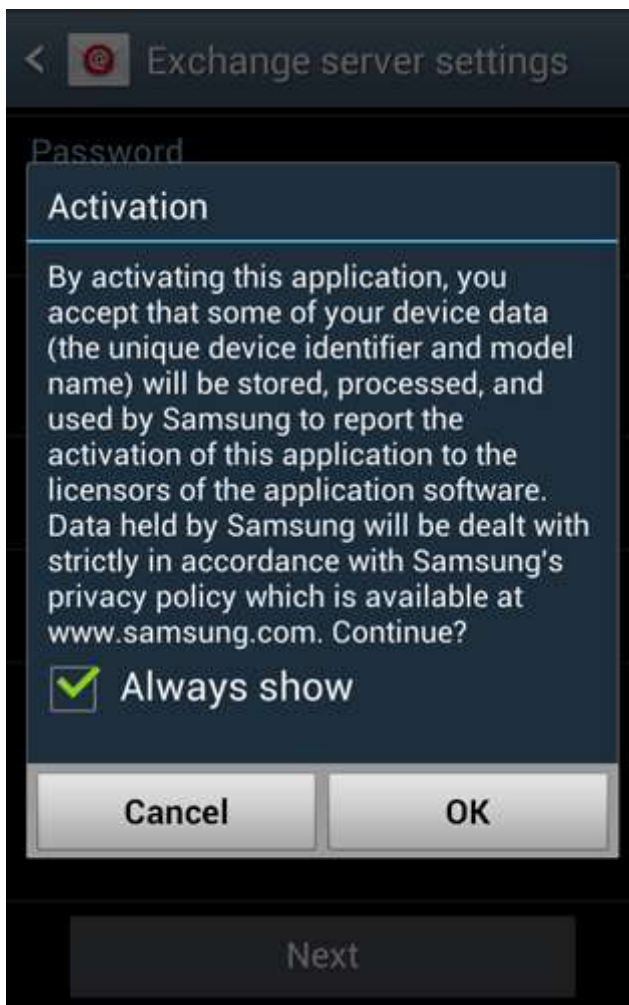 Exchange server settings
Password
Activation
By activating this application, you
accept that some of your device data
(the unique device identifier and model
name) will be stored, processed, and
used by Samsung to report the
activation of this application to the
licensors of the application software.
Data held by Samsung will be dealt with
strictly in accordance with Samsung's
privacy policy which is available at
www.samsung.com. Continue?
Always show
Cancel OK
Next